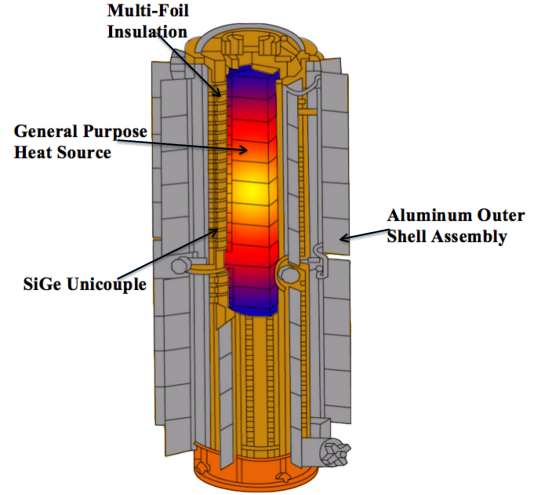 Multi-Foil
Insulation
General Purpose
Heat Source
Aluminum Outer
Shell Assembly
SiGe Unicouple